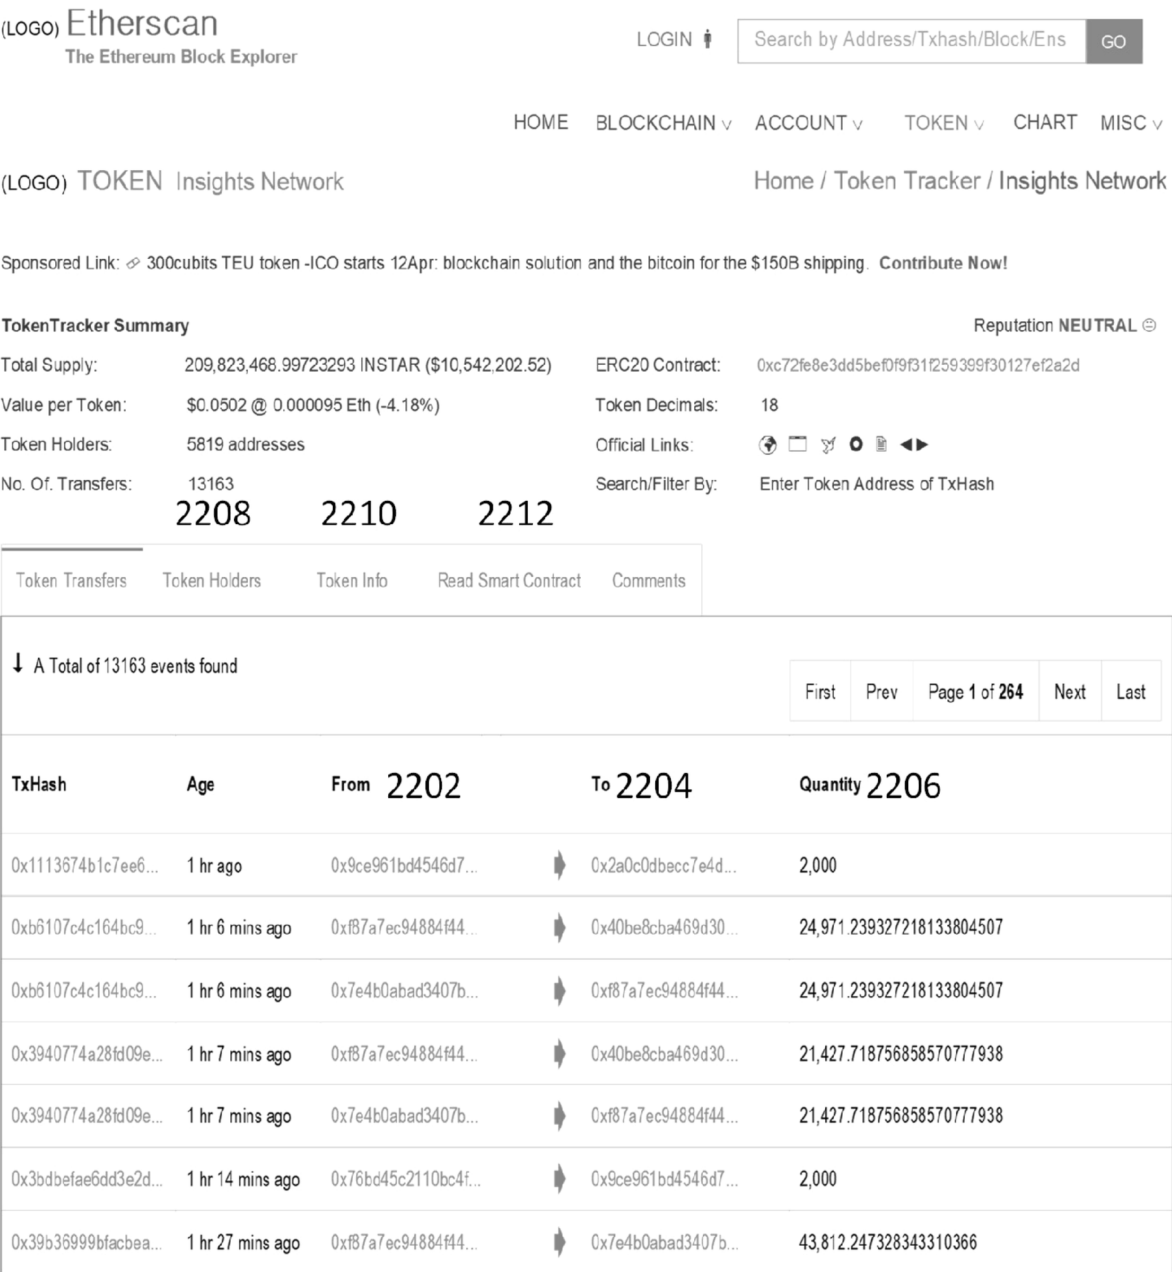 (LOGO) Etherscan
The Ethereum Block Explorer
LOGIN Search by Address/Txhash/Block/Ens GO
HOME BLOCKCHAIN ∨ ACCOUNT ∨ TOKEN ∨ CHART MISC ∨
(LOGO) TOKEN Insights Network Home / Token Tracker / Insights Network
Sponsored Link: 300cubits TEU token -ICO starts 12Apr: blockchain solution and the bitcoin for the $150B shipping. Contribute Now!
TokenTracker Summary Reputation NEUTRAL
Total Supply: 209,823,468.99723293 INSTAR ($10,542,202.52) ERC20 Contract: 0xc72fe8e3dd5bef0f9f31f259399f30127ef2a2d
Value per Token: $0.0502 @ 0.000095 Eth (-4.18%) Token Decimals: 18
Token Holders: 5819 addresses Official Links:
No. Of. Transfers: 13163 Search/Filter By: Enter Token Address of TxHash
2208 2210 2212
Token Transfers Token Holders Token Info Read Smart Contract Comments
A Total of 13163 events found
First Prev Page 1 of 264 Next Last
TxHash Age From 2202 To 2204 Quantity 2206
0x1113674b1c7ee6... 1 hr ago 0x9ce961bd4546d7... 0x2a0c0dbecc7e4d... 2,000
0xb6107c4c164bc9... 1 hr 6 mins ago 0xf87a7ec94884f44... 0x40be8cba469d30... 24,971.239327218133804507
0xb6107c4c164bc9... 1 hr 6 mins ago 0x7e4b0abad3407b... 0xf87a7ec94884f44... 24,971.239327218133804507
0x3940774a28fd09e... 1 hr 7 mins ago 0xf87a7ec94884f44... 0x40be8cba469d30... 21,427.718756858570777938
0x3940774a28fd09e... 1 hr 7 mins ago 0x7e4b0abad3407b... 0xf87a7ec94884f44... 21,427.718756858570777938
0x3bdbefae6dd3e2d... 1 hr 14 mins ago 0x76bd45c2110bc4f... 0x9ce961bd4546d7... 2,000
0x39b36999bfacbea... 1 hr 27 mins ago 0xf87a7ec94884f44... 0x7e4b0abad3407b... 43,812.247328343310366